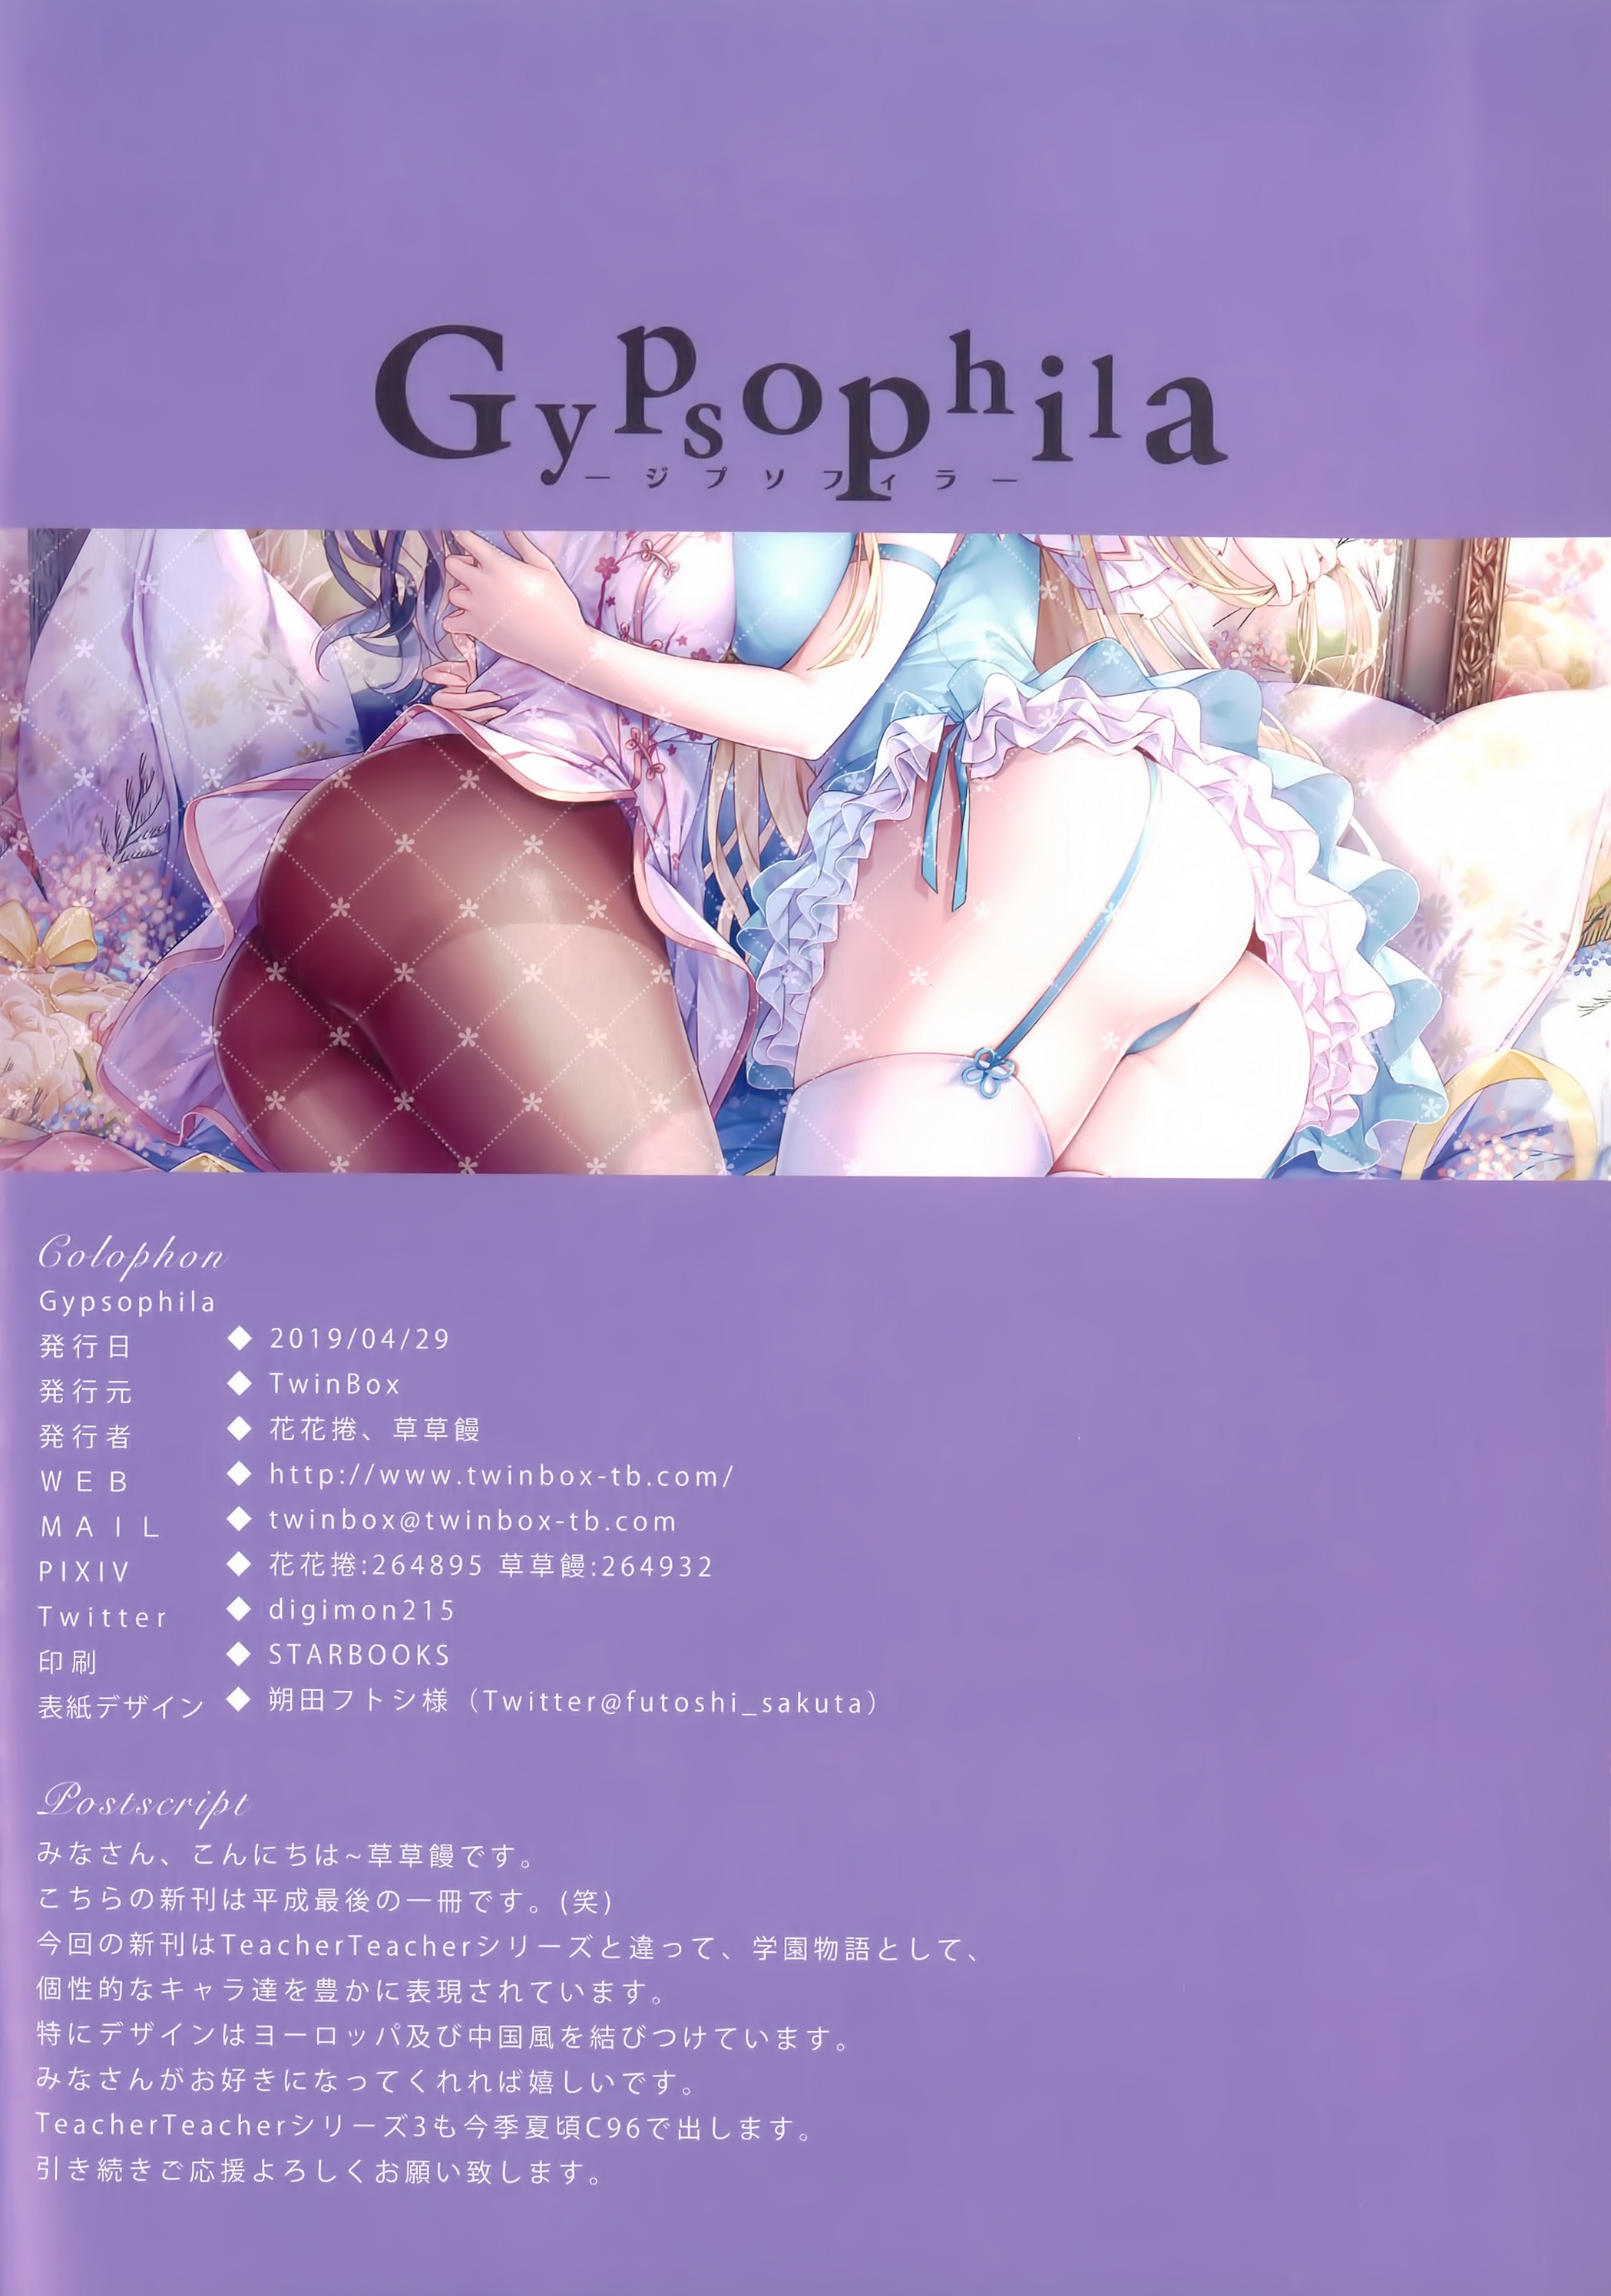 Gypsophila
―ジプソフィラ―
Colophon
Gypsophila
発行日 ◆ 2019/04/29
発行元 ◆ TwinBox
発行者 ◆ 花花捲、草草饅
WEB ◆ http://www.twinbox-tb.com/
MAIL ◆ twinbox@twinbox-tb.com
PIXIV ◆ 花花捲:264895 草草饅:264932
Twitter ◆ digimon215
印刷 ◆ STARBOOKS
表紙デザイン ◆ 朔田フトシ様（Twitter@futoshi_sakuta）
Postscript
みなさん、こんにちは~草草饅です。
こちらの新刊は平成最後の一冊です。(笑)
今回の新刊はTeacherTeacherシリーズと違って、学園物語として、
個性的なキャラ達を豊かに表現されています。
特にデザインはヨーロッパ及び中国風を結びつけています。
みなさんがお好きになってくれれば嬉しいです。
TeacherTeacherシリーズ3も今季夏頃C96で出します。
引き続きご応援よろしくお願い致します。